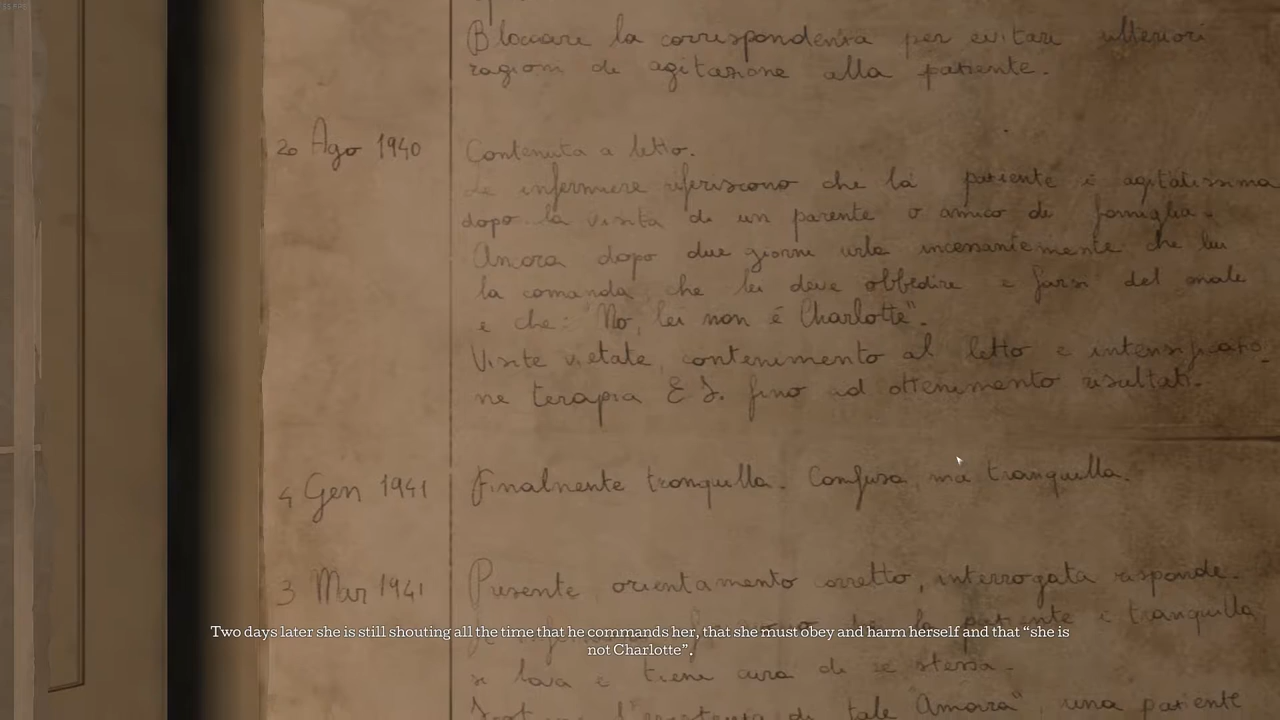 Bloccare la corrispondenza per evitare ulteriori
ragioni di agitazione alla paziente.
20 Ago 1940
Contenuta a letto.
Le infermiere riferiscono che la paziente è agitatissima
dopo la visita di un parente o amico di famiglia.
Ancora dopo due giorni urla incessantemente che lui
la comanda, che lei deve obbedire e farsi del male
e che: "No, lei non é Charlotte".
Visite vietate, contenimento al letto e intensificazio_
ne terapia E S. fino ad ottenimento risultati.
4 Gen 1941
Finalmente tranquilla. Confusa, ma tranquilla.
3 Mar 1941
Presente, orientamento corretto, interrogata risponde.
Two days later she is still shouting all the time that he commands her, that she must obey and harm herself and that “she is
not Charlotte”.
la paziente è tranquilla,
si lava e tiene cura di se stessa.
l'esistenza di tale "Amara", una paziente